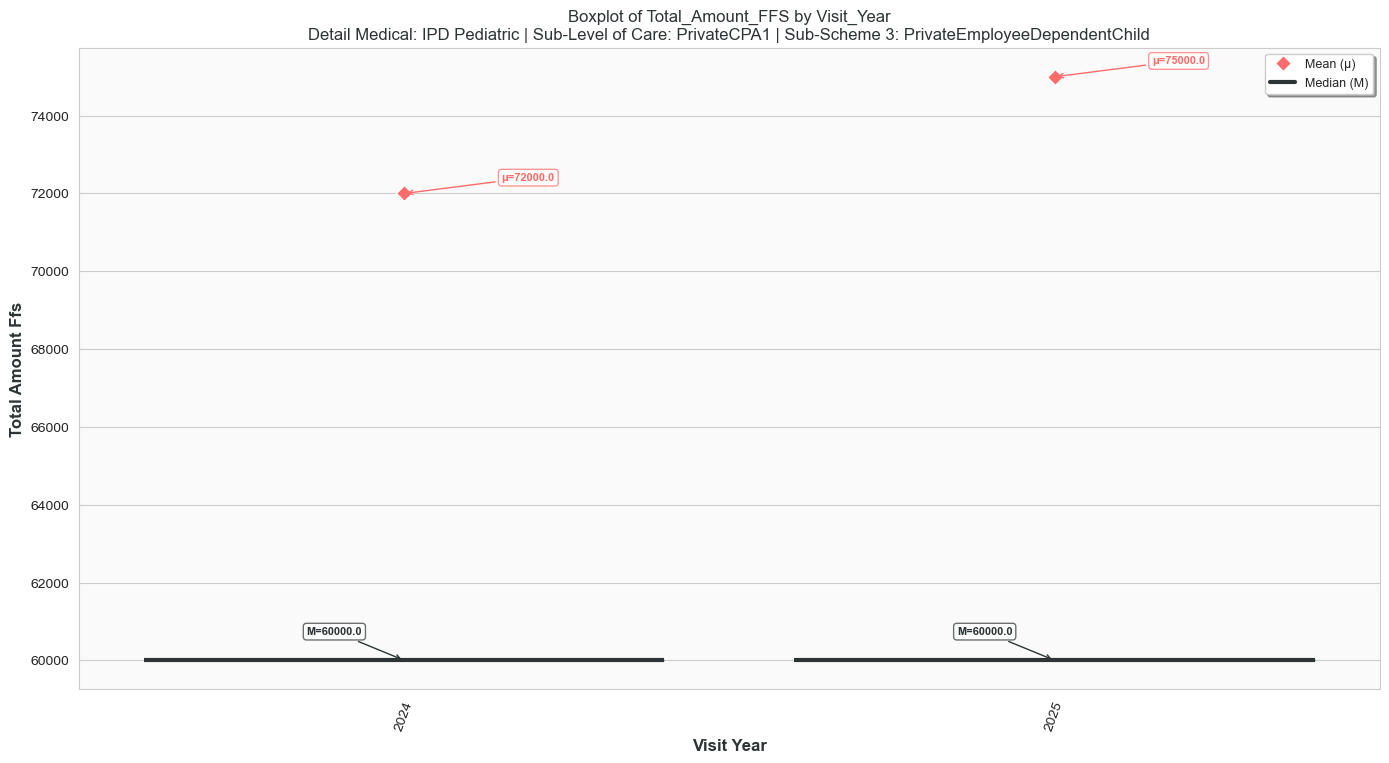 Boxplot of Total_Amount_FFS by Visit_Year
Detail Medical: IPD Pediatric | Sub-Level of Care: PrivateCPA1 | Sub-Scheme 3: PrivateEmployeeDependentChild
μ=75000.0
Mean (μ)
Median (M)
74000
μ=72000.0
72000
70000
68000
66000
64000
62000
60000
Total Amount Ffs
M=60000.0
M=60000.0
2024
2025
Visit Year